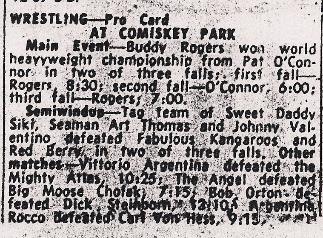 WRESTLING—Pro Card
AT COMISKEY PARK
Main Event—Buddy Rogers won world
heavyweight championship from Pat O'Con-
nor in two of three falls; first fall—
Rogers, 8:30; second fall—O'Connor, 6:00;
third fall—Rogers, 7:00.
Semiwindup—Tag team of Sweet Daddy
Siki, Seaman Art Thomas and Johnny Val-
entino defeated Fabulous Kangaroos and
Red Berry, in two of three falls. Other
matches—Vittorio Argentina defeated the
Mighty Atlas, 10:25; The Angel defeated
Big Moose Cholak, 7:15; Bob Orton de-
feated Dick Steinborn, 12:10; Argentina
Rocco defeated Carl Von Hess, 9:15